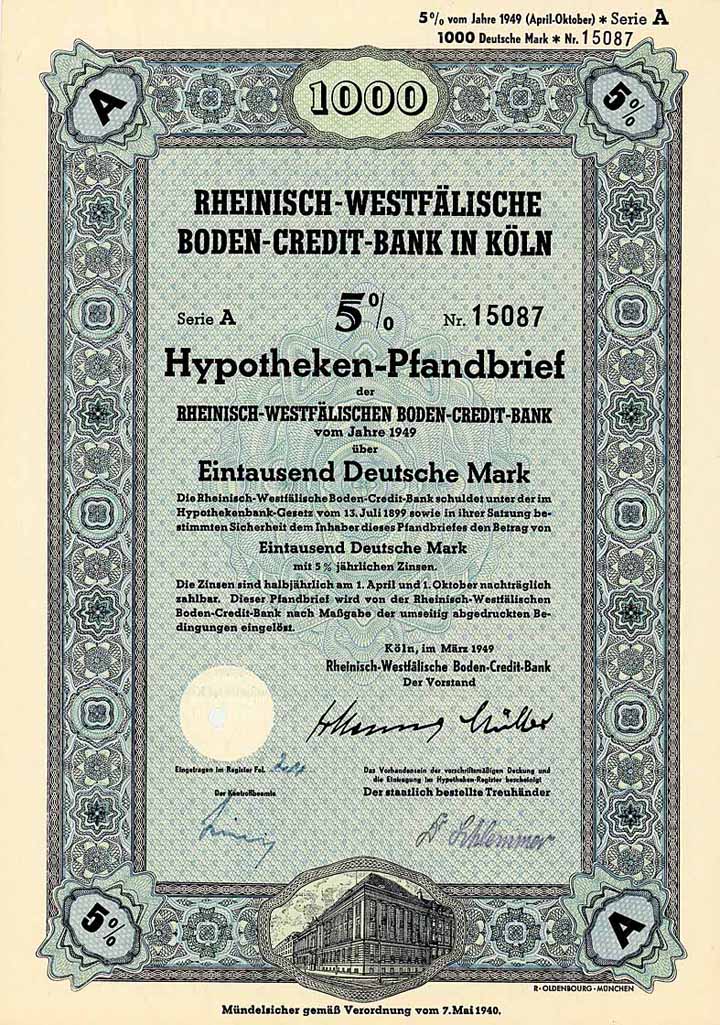 5% vom Jahre 1949 (April-Oktober) * Serie A
1000 Deutsche Mark * Nr. 15087
A
1000
5%
RHEINISCH-WESTFÄLISCHE
BODEN-CREDIT-BANK IN KÖLN
Serie A 5% Nr. 15087
Hypotheken-Pfandbrief
der
RHEINISCH-WESTFÄLISCHEN BODEN-CREDIT-BANK
vom Jahre 1949
über
Eintausend Deutsche Mark
Die Rheinisch-Westfälische Boden-Credit-Bank schuldet unter der im
Hypothekenbank-Gesetz vom 13. Juli 1899 sowie in ihrer Satzung be-
stimmten Sicherheit dem Inhaber dieses Pfandbriefes den Betrag von
Eintausend Deutsche Mark
mit 5% jährlichen Zinsen.
Die Zinsen sind halbjährlich am 1. April und 1. Oktober nachträglich
zahlbar. Dieser Pfandbrief wird von der Rheinisch-Westfälischen
Boden-Credit-Bank nach Maßgabe der umseitig abgedruckten Be-
dingungen eingelöst.
Köln, im März 1949
Rheinisch-Westfälische Boden-Credit-Bank
Der Vorstand
Müller
Eingetragen im Register Fol.
Der Kontrollbeamte
Das Vorhandensein der vorschriftsmäßigen Deckung und
die Eintragung im Hypotheken-Register bescheinigt
Der staatlich bestellte Treuhänder
Dr Schlemmer
5%
A
R. OLDENBOURG · MÜNCHEN
Mündelsicher gemäß Verordnung vom 7. Mai 1940.